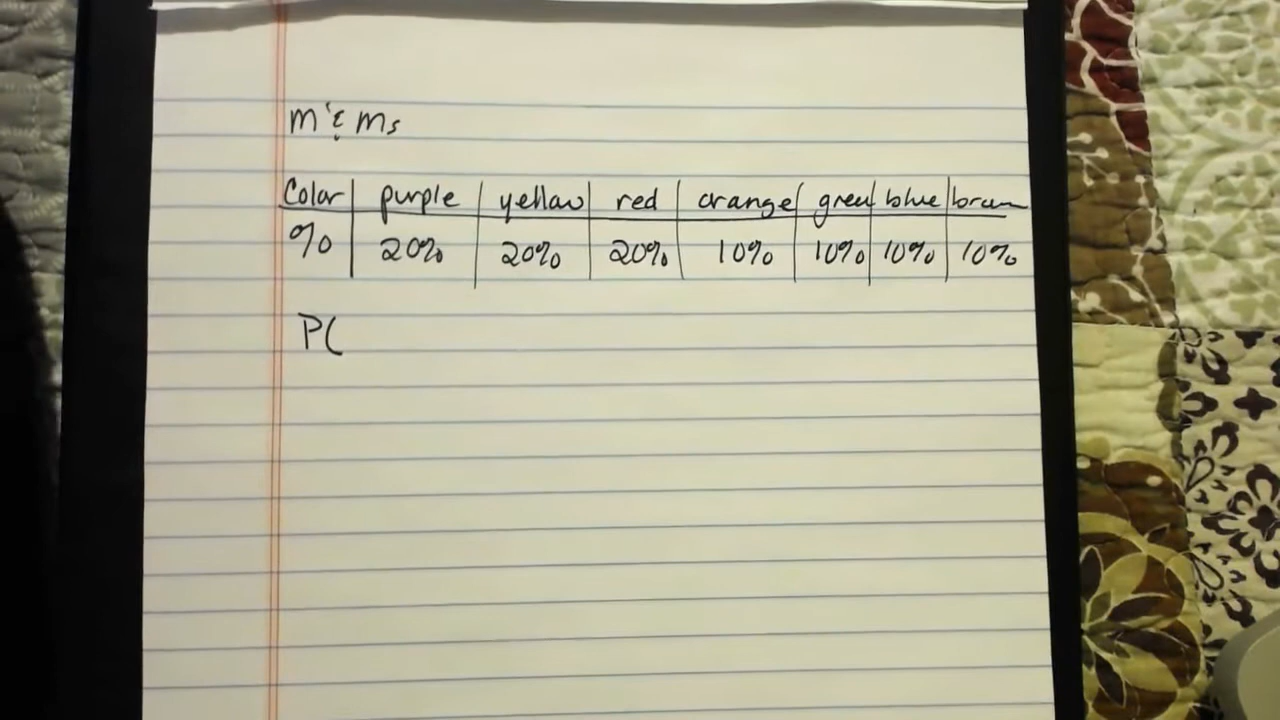 m'&ms
Color purple yellow red orange green blue brown
% 20% 20% 20% 10% 10% 10% 10%
P(